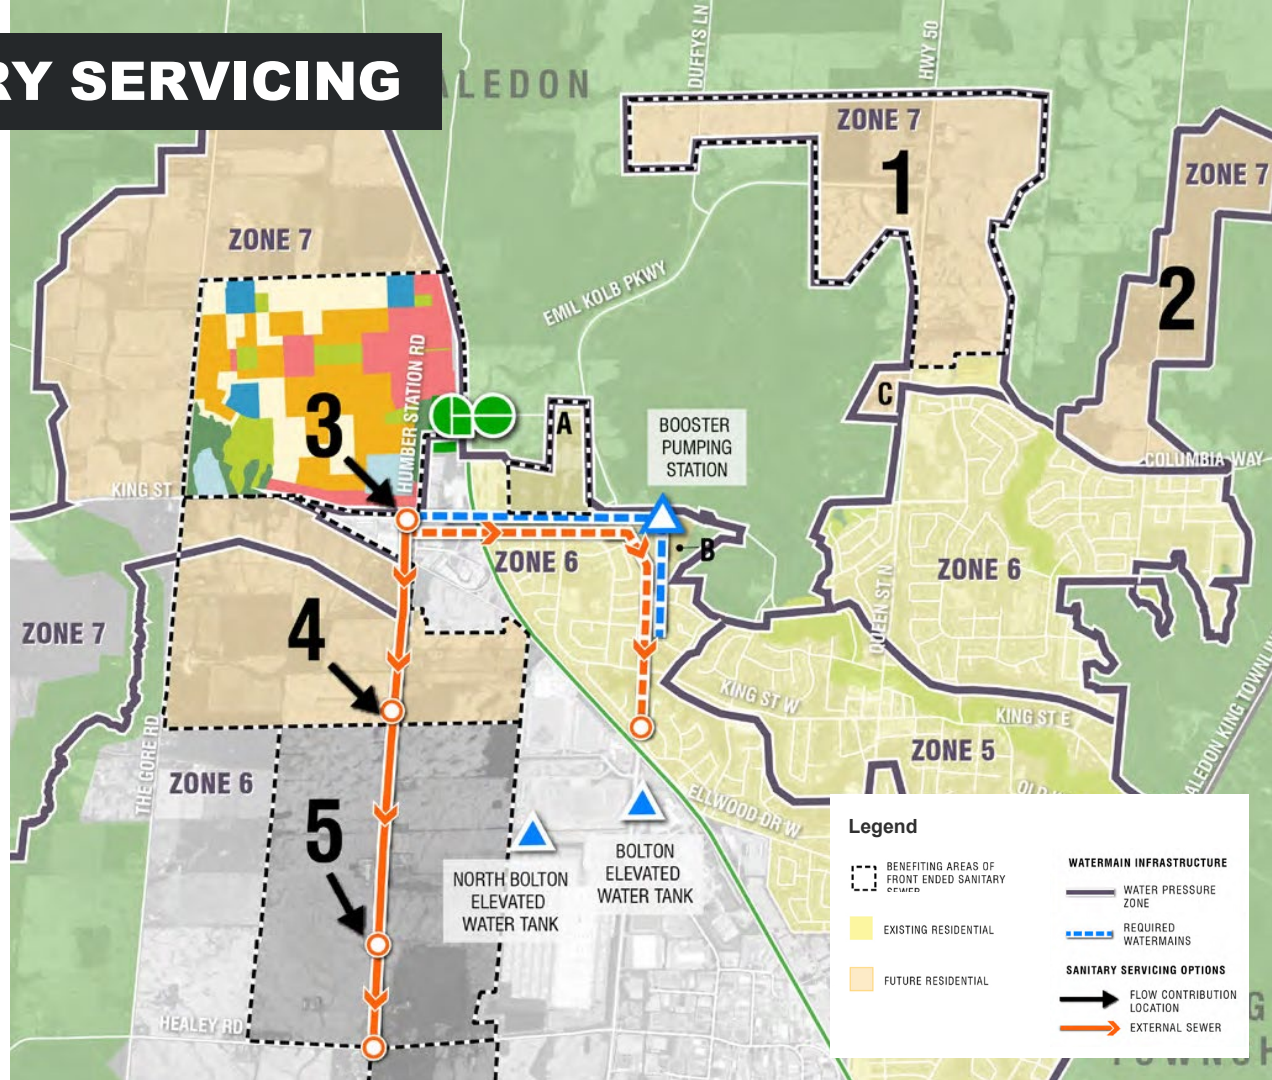 RY SERVICING
ALEDON
DUFFYS LN
HWY 50
ZONE 7
1
ZONE 7
2
ZONE 7
EMIL KOLB PKWY
HUMBER STATION RD
3
GO
A
C
BOOSTER
PUMPING
STATION
COLUMBIA WAY
KING ST
B
ZONE 6
ZONE 6
QUEEN ST N
ZONE 7
4
KING ST W
KING ST E
ZONE 5
THE GORE RD
ZONE 6
ALEDON KING TOWNLIN
ELLWOOD DR W
5
NORTH BOLTON
ELEVATED
WATER TANK
BOLTON
ELEVATED
WATER TANK
HEALEY RD
Legend
BENEFITING AREAS OF
FRONT ENDED SANITARY
SEWER
EXISTING RESIDENTIAL
FUTURE RESIDENTIAL
WATERMAIN INFRASTRUCTURE
WATER PRESSURE
ZONE
REQUIRED
WATERMAINS
SANITARY SERVICING OPTIONS
FLOW CONTRIBUTION
LOCATION
EXTERNAL SEWER
G